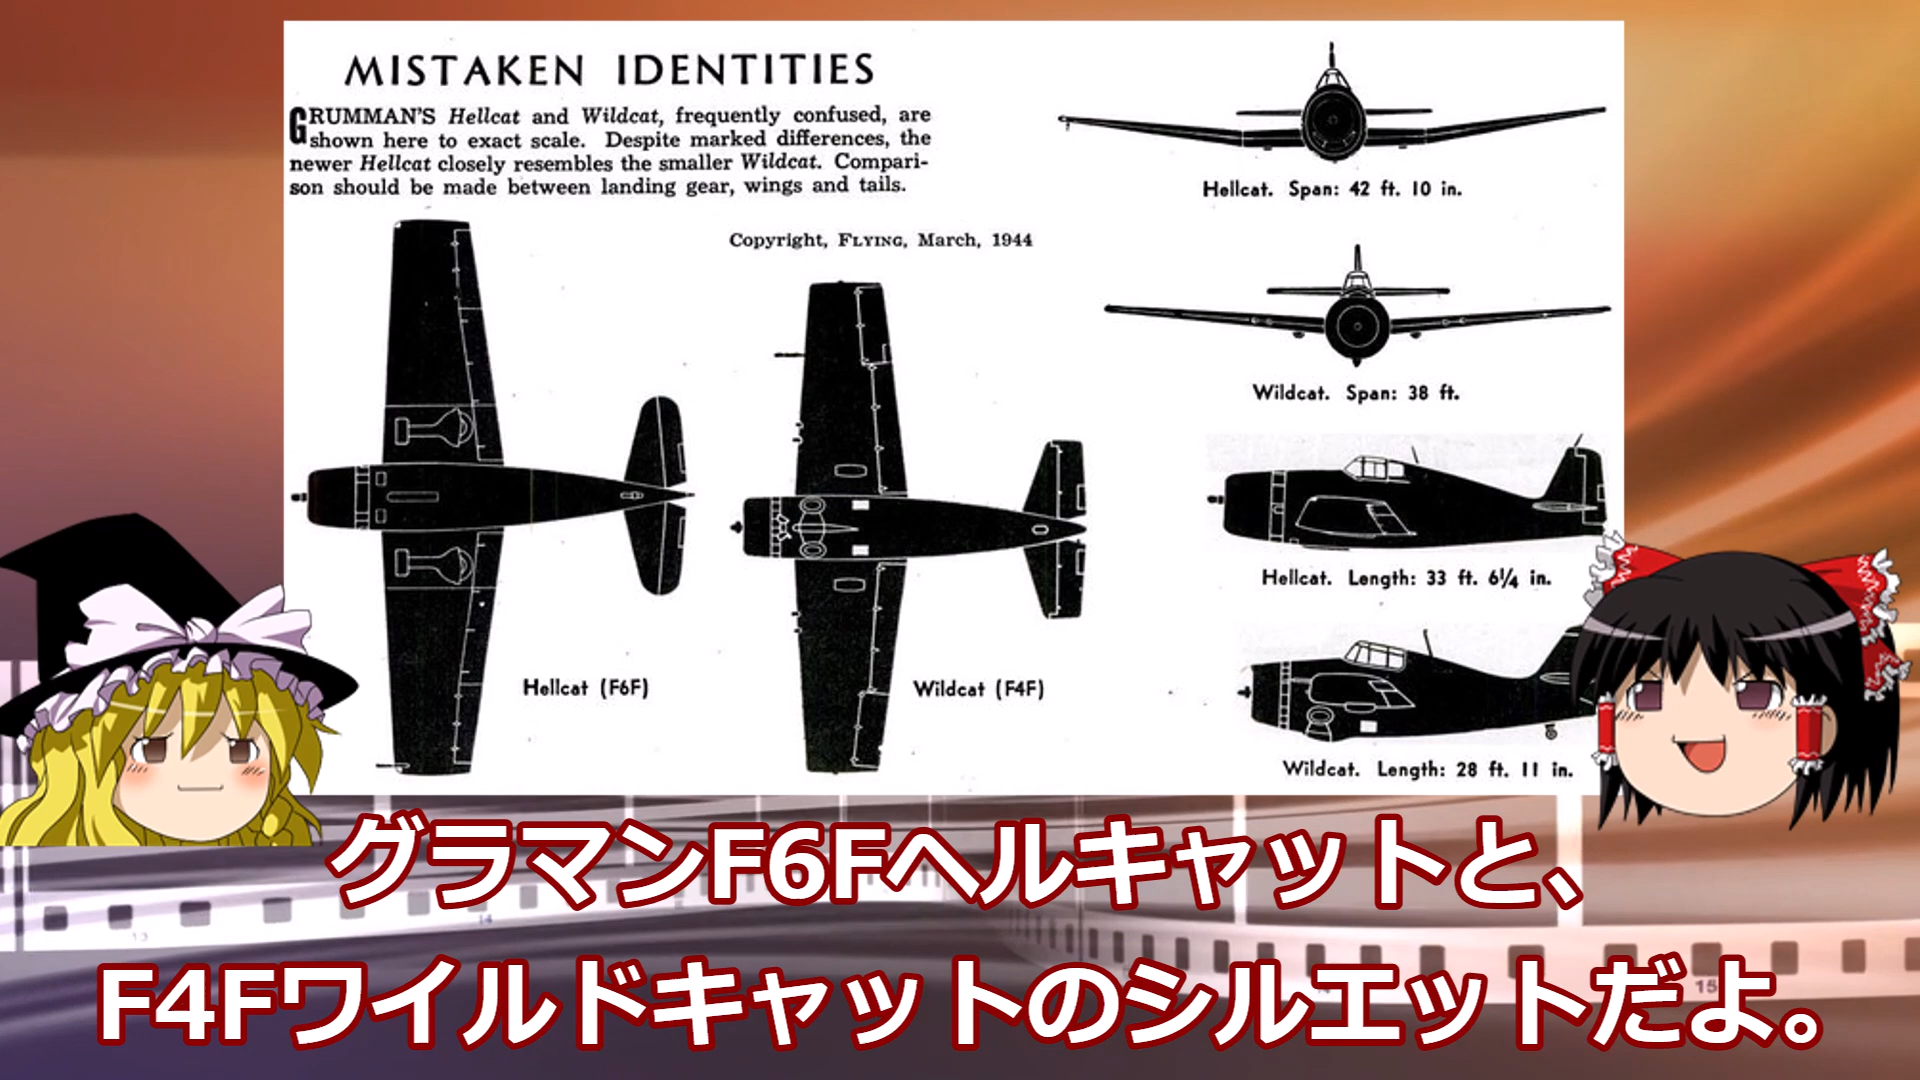 MISTAKEN IDENTITIES
GRUMMAN'S Hellcat and Wildcat, frequently confused, are
shown here to exact scale. Despite marked differences, the
newer Hellcat closely resembles the smaller Wildcat. Compari-
son should be made between landing gear, wings and tails.
Copyright, FLYING, March, 1944
Hellcat. Span: 42 ft. 10 in.
Wildcat. Span: 38 ft.
Hellcat. Length: 33 ft. 6¼ in.
Hellcat (F6F)
Wildcat (F4F)
Wildcat. Length: 28 ft. 11 in.
グラマンF6Fヘルキャットと、
F4Fワイルドキャットのシルエットだよ。
13
14
15